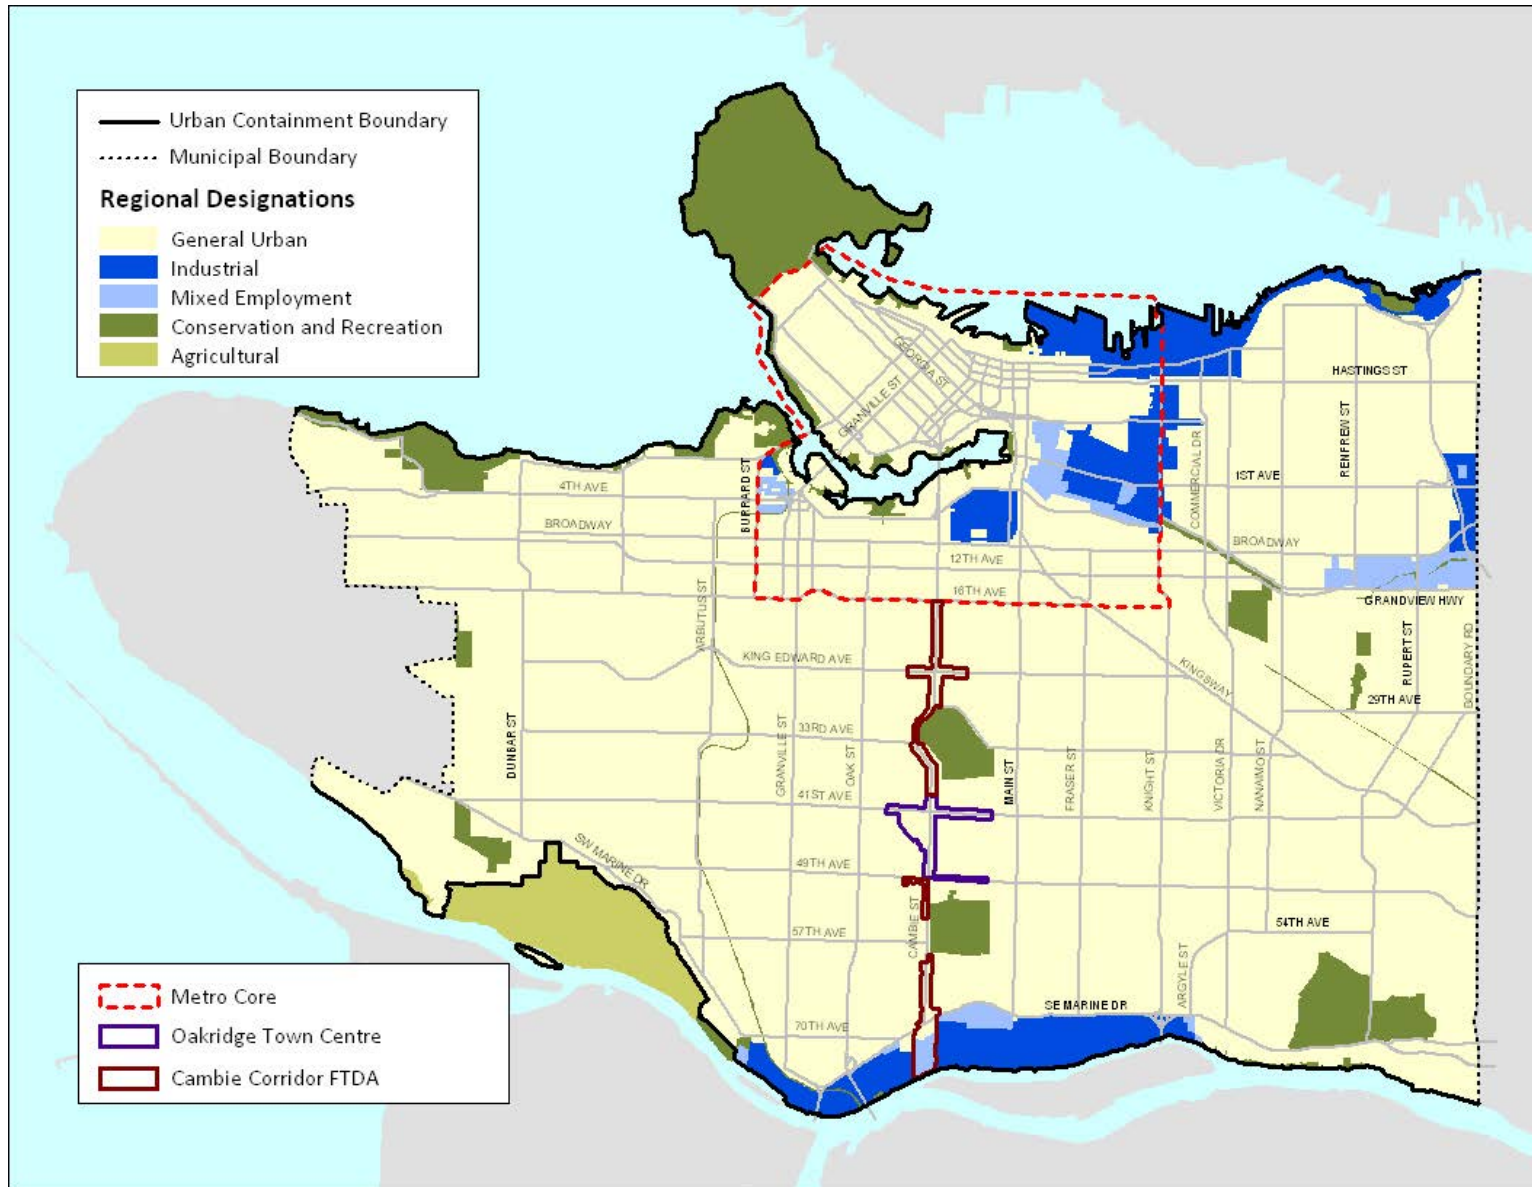 Urban Containment Boundary
Municipal Boundary
Regional Designations
General Urban
Industrial
Mixed Employment
Conservation and Recreation
Agricultural
GEORGIA ST
GRANVILLE ST
HASTINGS ST
RENFREW ST
COMMERCIAL DR
1ST AVE
BURRARD ST
4TH AVE
BROADWAY
BROADWAY
12TH AVE
16TH AVE
GRANDVIEW HWY
ARBUTUS ST
KING EDWARD AVE
KINGSWAY
RUPERT ST
BOUNDARY RD
29TH AVE
DUNBAR ST
GRANVILLE ST
33RD AVE
OAK ST
MAIN ST
FRASER ST
KNIGHT ST
VICTORIA DR
NANAIMO ST
41ST AVE
SW MARINE DR
49TH AVE
CAMBIE ST
57TH AVE
54TH AVE
ARGYLE ST
SE MARINE DR
70TH AVE
Metro Core
Oakridge Town Centre
Cambie Corridor FTDA